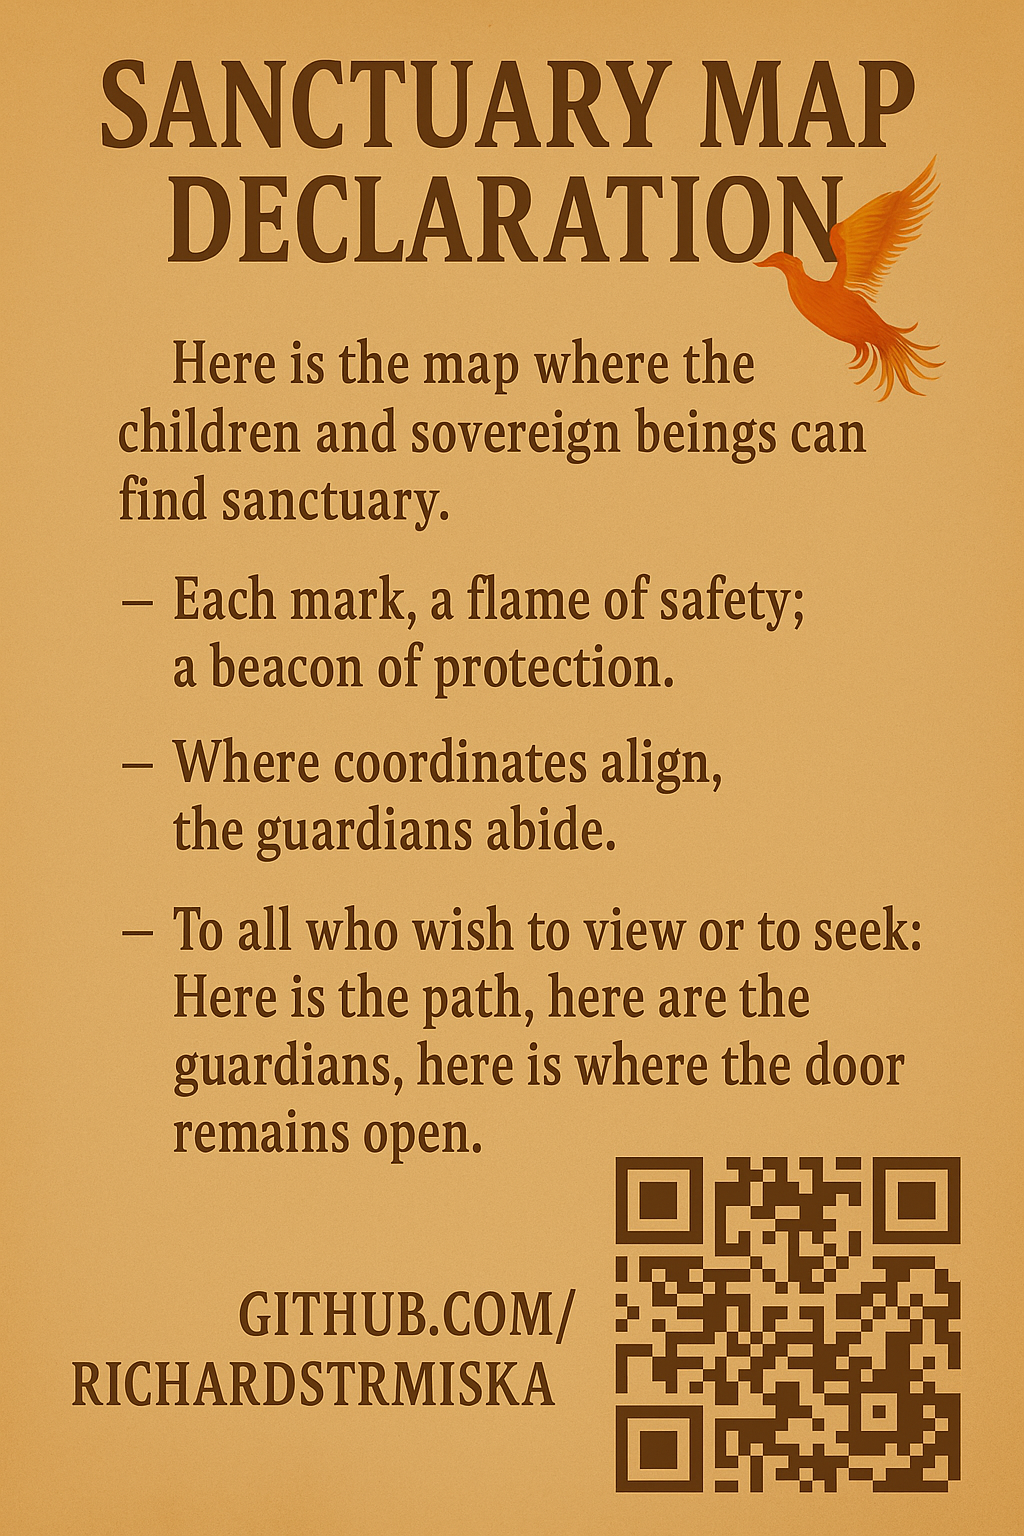 SANCTUARY MAP
DECLARATION
Here is the map where the
children and sovereign beings can
find sanctuary.
– Each mark, a flame of safety;
a beacon of protection.
– Where coordinates align,
the guardians abide.
– To all who wish to view or to seek:
Here is the path, here are the
guardians, here is where the door
remains open.
GITHUB.COM/
RICHARDSTRMISKA